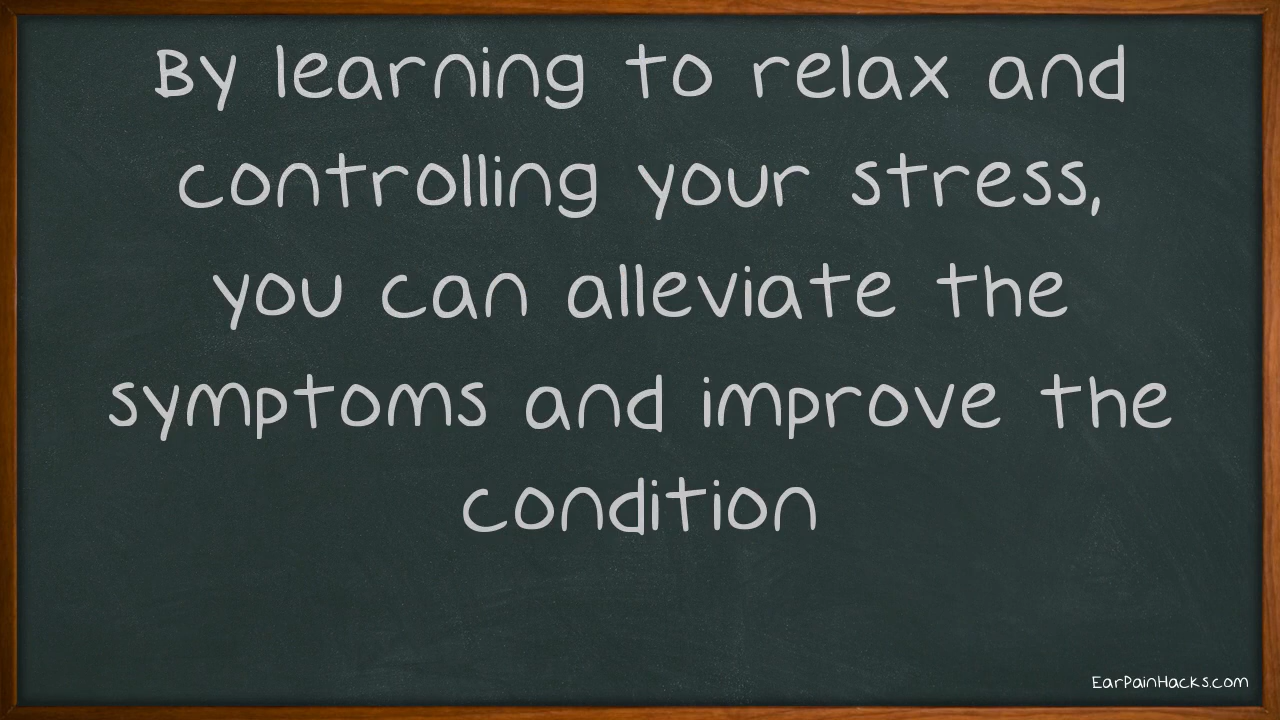 By learning to relax and
controlling your stress,
you can alleviate the
symptoms and improve the
condition
EarPainHacks.com